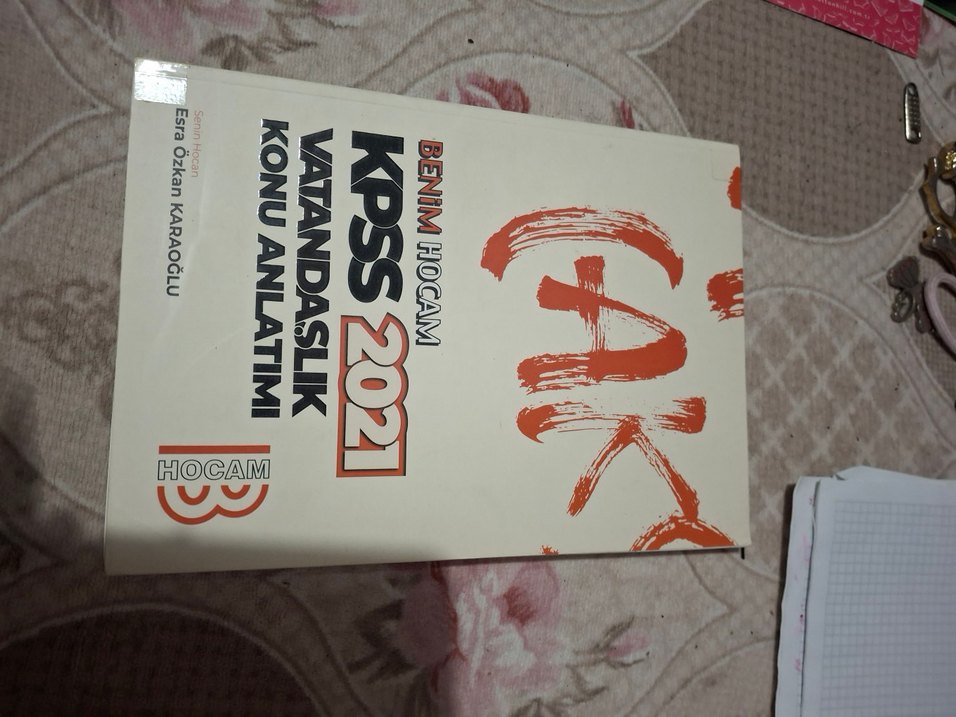 BENİM HOCAM
KPSS 2021
VATANDAŞLIK
KONU ANLATIMI
Senin Hocan
Esra Özkan KARAOĞLU
HOCAM